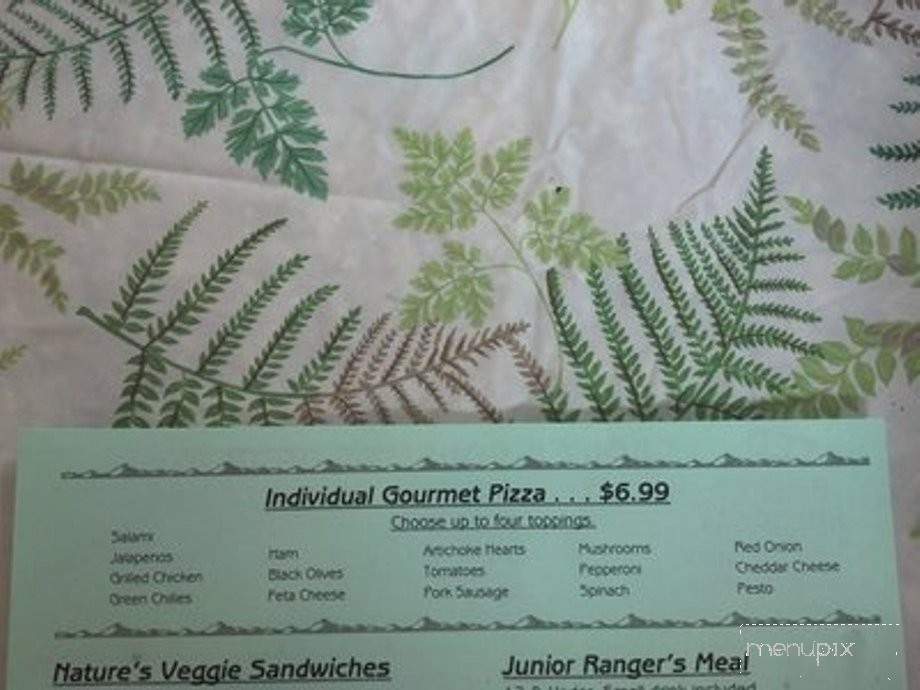 Individual Gourmet Pizza . . . $6.99
Choose up to four toppings.
Salami
Jalapenos
Grilled Chicken
Green Chilies
Ham
Black Olives
Feta Cheese
Artichoke Hearts
Tomatoes
Pork Sausage
Mushrooms
Pepperoni
Spinach
Red Onion
Cheddar Cheese
Pesto
Nature's Veggie Sandwiches
Junior Ranger's Meal
menupix